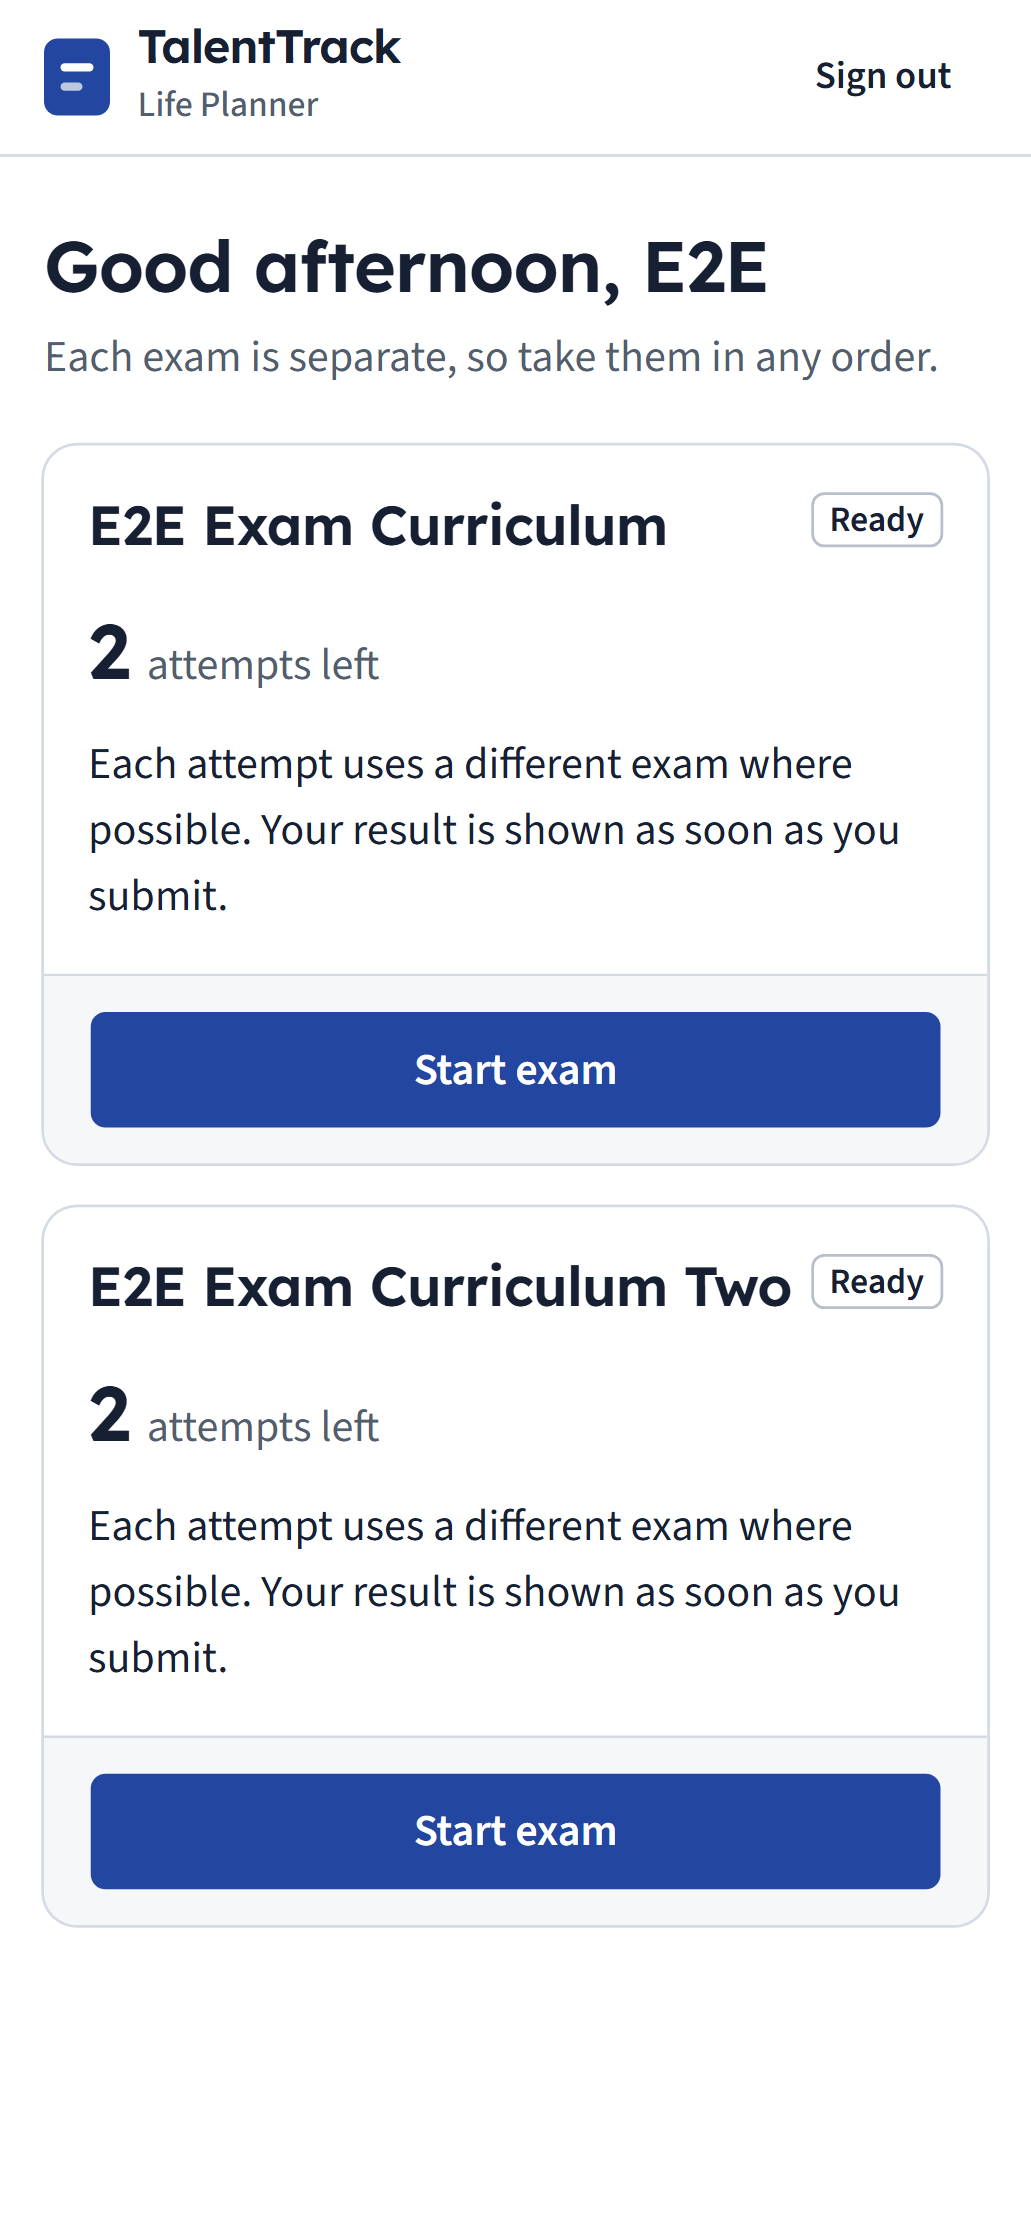 TalentTrack
Life Planner
Sign out
Good afternoon, E2E
Each exam is separate, so take them in any order.
E2E Exam Curriculum
Ready
2 attempts left
Each attempt uses a different exam where
possible. Your result is shown as soon as you
submit.
Start exam
E2E Exam Curriculum Two
Ready
2 attempts left
Each attempt uses a different exam where
possible. Your result is shown as soon as you
submit.
Start exam